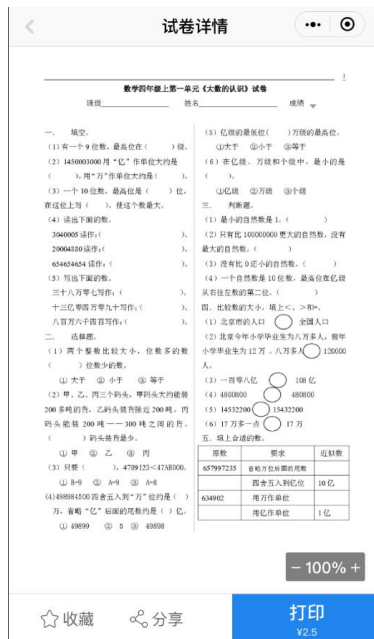 试卷详情
1
数学四年级上第一单元《大数的认识》试卷
班级 姓名 成绩
一、 填空。
(1)有一个9位数，最高位在( )级。
(2) 1450003000用“亿”作单位大约是
( )，用“万”作单位大约是( )。
(3)一个10位数，最高位是( )位，
在这位上写( )，使这个数最大。
(4)读出下面的数。
3040005读作:( )。
20004880读作:( )。
654654654读作:( )。
(5)写出下面的数。
三十八万零七写作:( )。
十三亿零四万零九十写作:( )。
八百万六千四百写作:( )。
二、 选择题。
(1)两个整数比较大小，位数多的数
( )位数少的数。
① 大于 ② 小于 ③ 等于
(2)甲、乙、丙三个码头，甲码头大约能装
200多吨的货，乙码头装货接近200吨，丙
码头能装200吨——300吨之间的货。
( )码头装货最少。
① 甲 ② 乙 ③ 丙
(3)只要( )，4789123<47AB000。
① B=9 ② A=9 ③ A=8
(4)498984500四舍五入到“万”位约是( )
万，省略“亿”后面的尾数约是( )亿。
① 49899 ② 5 ③ 49898
(5)亿级的最低位( )万级的最高位。
①大于 ②小于 ③等于
(6)在亿级、万级和个级中，最小的是
( )。
①亿级 ②万级 ③个级
三、 判断题。
(1)最小的自然数是1。( )
(2)只有比100000000更大的自然数，没有
最大的自然数。( )
(3)没有比0还小的自然数。( )
(4)一个自然数是10位数，最高位在亿级
从右往左数的第二位。( )
四、比较数的大小，填上<、>和=。
(1)北京市的人口 全国人口
(2)北京今年小学毕业生为八万多人，前年
小学毕业生为12万，八万多人 120000
人。
(3)一百零八亿 108亿
(4)4800800 480800
(5)14532200 15432200
(6)17万多一点 17万
五、填上合适的数。
原数 要求 近似数
657997235 省略万位后面的尾数
四舍五入到亿位 10亿
634902 用万作单位
用亿作单位 1亿
- 100% +
收藏 分享 打印
¥2.5